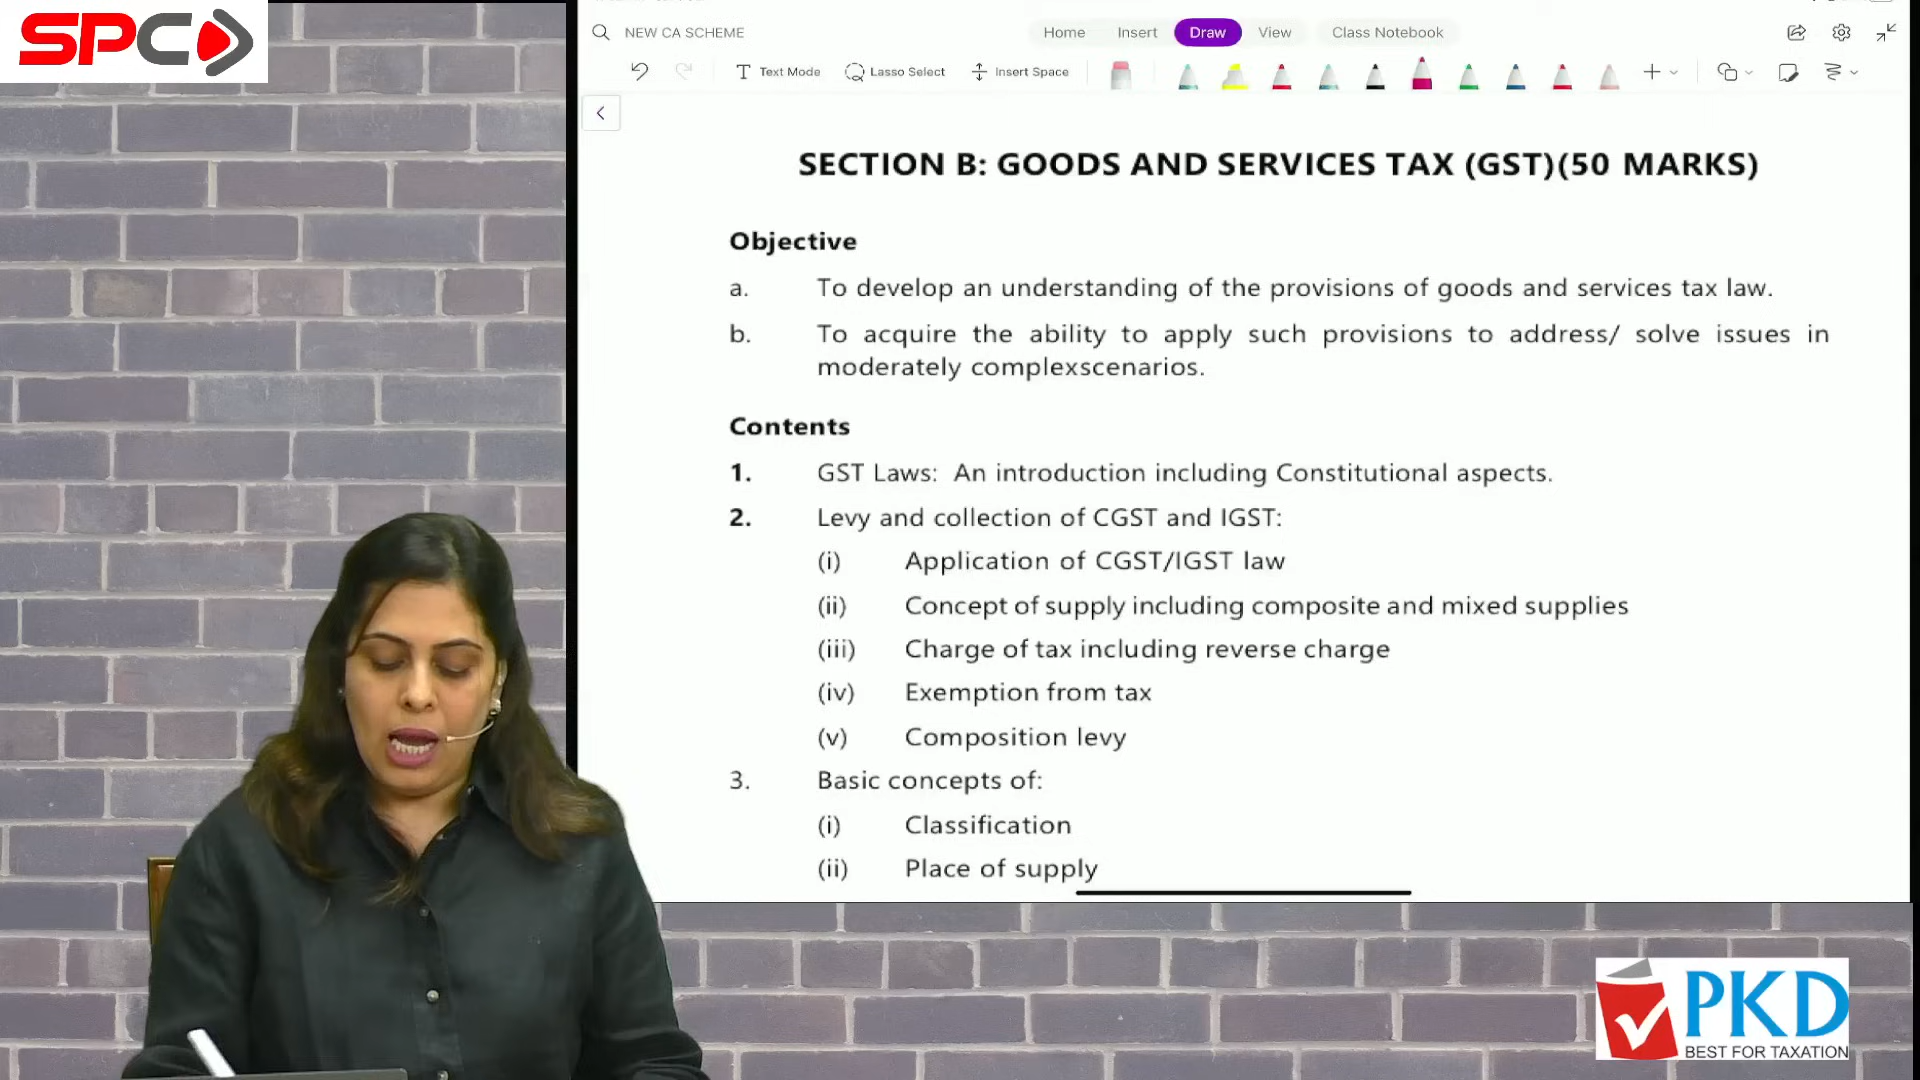 SPC
NEW CA SCHEME
Home Insert Draw View Class Notebook
Text Mode Lasso Select Insert Space
SECTION B: GOODS AND SERVICES TAX (GST)(50 MARKS)
Objective
a. To develop an understanding of the provisions of goods and services tax law.
b. To acquire the ability to apply such provisions to address/ solve issues in
moderately complexscenarios.
Contents
1. GST Laws: An introduction including Constitutional aspects.
2. Levy and collection of CGST and IGST:
(i) Application of CGST/IGST law
(ii) Concept of supply including composite and mixed supplies
(iii) Charge of tax including reverse charge
(iv) Exemption from tax
(v) Composition levy
3. Basic concepts of:
(i) Classification
(ii) Place of supply
PKD
BEST FOR TAXATION